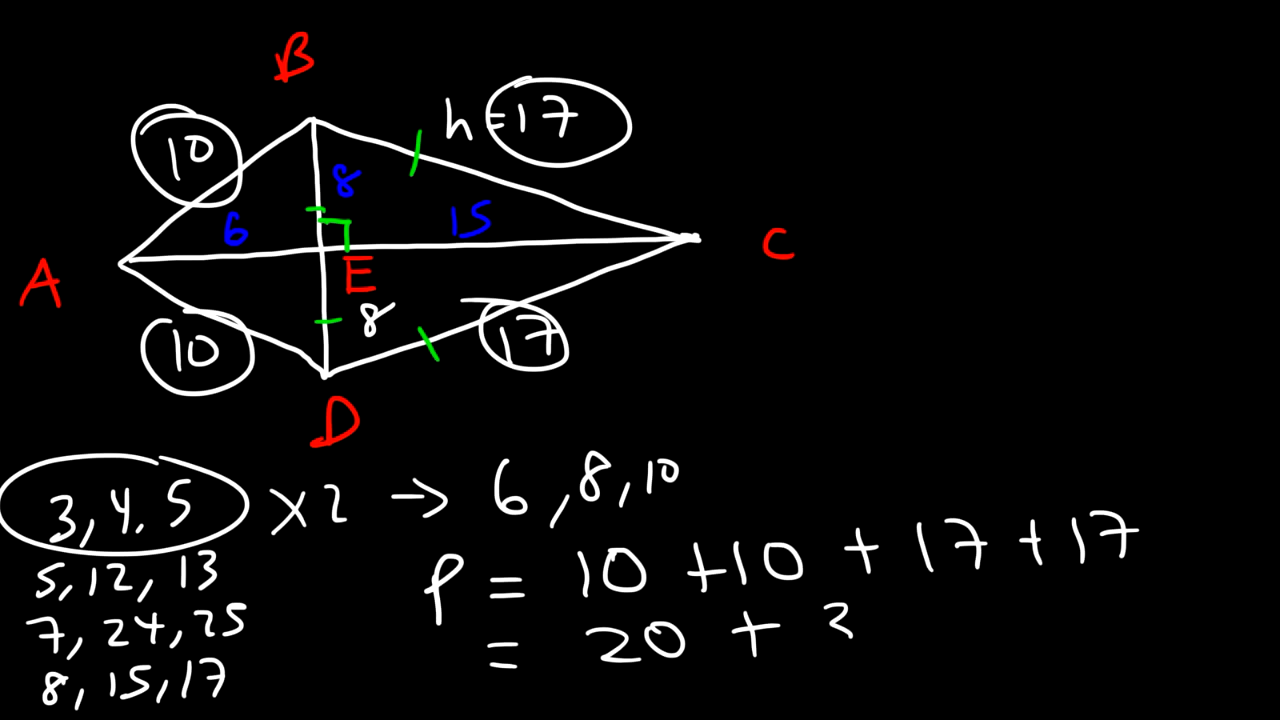 B
10
h = 17
8
6
15
A
E
C
8
10
17
D
3, 4, 5 × 2 → 6, 8, 10
5, 12, 13
P = 10 + 10 + 17 + 17
7, 24, 25
= 20 + 3
8, 15, 17